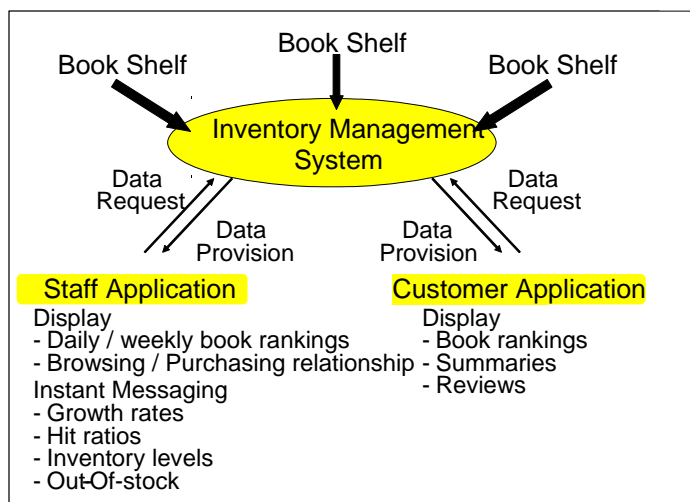 Book Shelf
Book Shelf
Book Shelf
Inventory Management
System
Data
Request
Data
Provision
Data
Provision
Data
Request
Staff Application
Display
- Daily / weekly book rankings
- Browsing / Purchasing relationship
Instant Messaging
- Growth rates
- Hit ratios
- Inventory levels
- Out-Of-stock
Customer Application
Display
- Book rankings
- Summaries
- Reviews